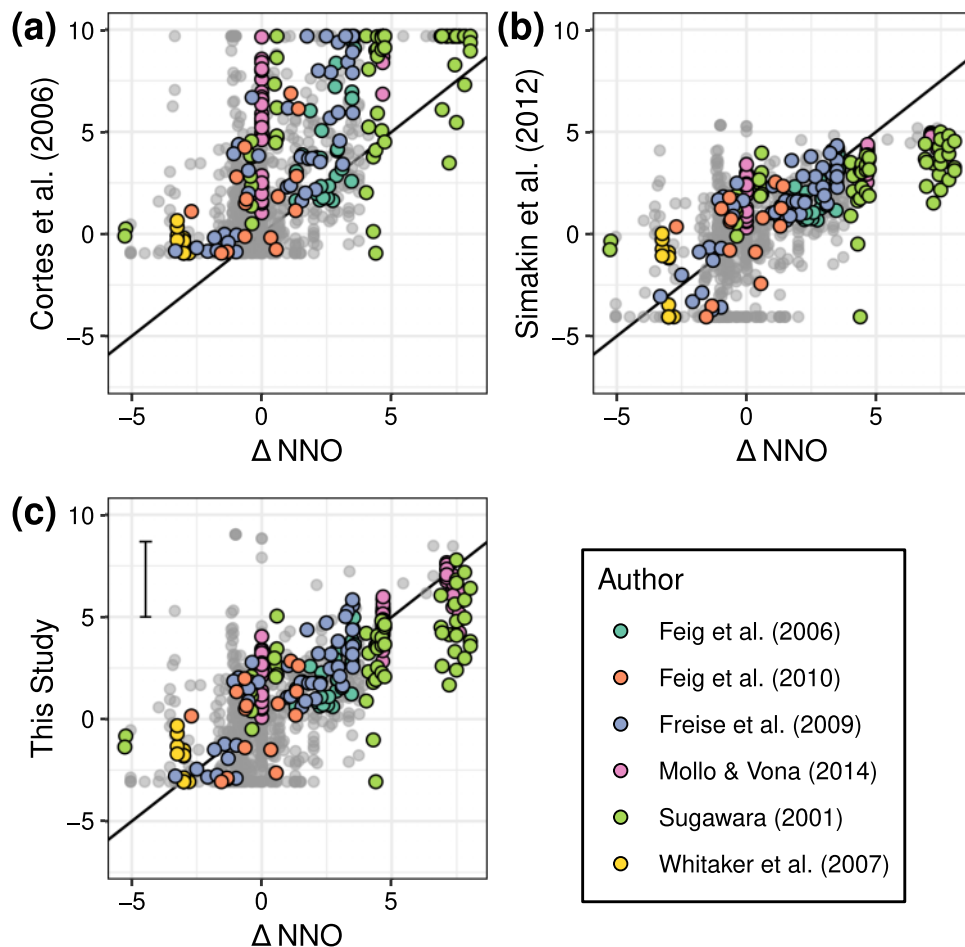 (a)
10
5
0
−5
Cortes et al. (2006)
−5 0 5
Δ NNO
(b)
10
5
0
−5
Simakin et al. (2012)
−5 0 5
Δ NNO
(c)
10
5
0
−5
This Study
−5 0 5
Δ NNO
Author
Feig et al. (2006)
Feig et al. (2010)
Freise et al. (2009)
Mollo & Vona (2014)
Sugawara (2001)
Whitaker et al. (2007)